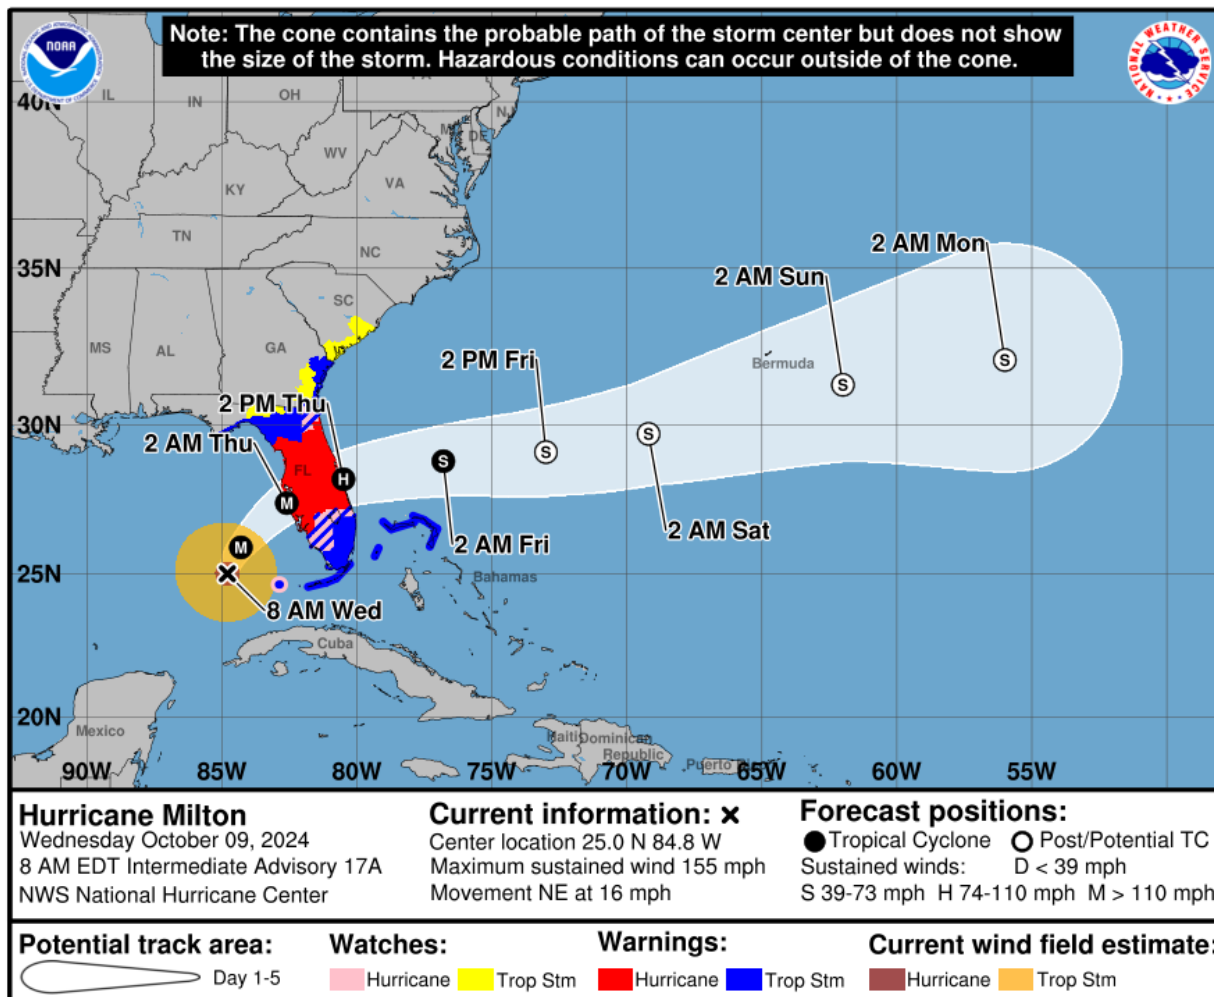 Note: The cone contains the probable path of the storm center but does not show
the size of the storm. Hazardous conditions can occur outside of the cone.
NOAA
NATIONAL WEATHER SERVICE
40N
35N
30N
25N
20N
90W
85W
80W
75W
70W
65W
60W
55W
IL
IN
OH
WV
KY
VA
NJ
DE
TN
NC
SC
MS
AL
GA
FL
Bermuda
Bahamas
Cuba
Mexico
Haiti
Dominican
Republic
2 AM Mon
2 AM Sun
2 PM Fri
2 PM Thu
2 AM Thu
2 AM Sat
2 AM Fri
8 AM Wed
M
M
H
S
S
S
S
S
Hurricane Milton
Wednesday October 09, 2024
8 AM EDT Intermediate Advisory 17A
NWS National Hurricane Center
Current information:
Center location 25.0 N 84.8 W
Maximum sustained wind 155 mph
Movement NE at 16 mph
Forecast positions:
Tropical Cyclone Post/Potential TC
Sustained winds: D < 39 mph
S 39-73 mph H 74-110 mph M > 110 mph
Potential track area:
Day 1-5
Watches:
Hurricane Trop Stm
Warnings:
Hurricane Trop Stm
Current wind field estimate:
Hurricane Trop Stm